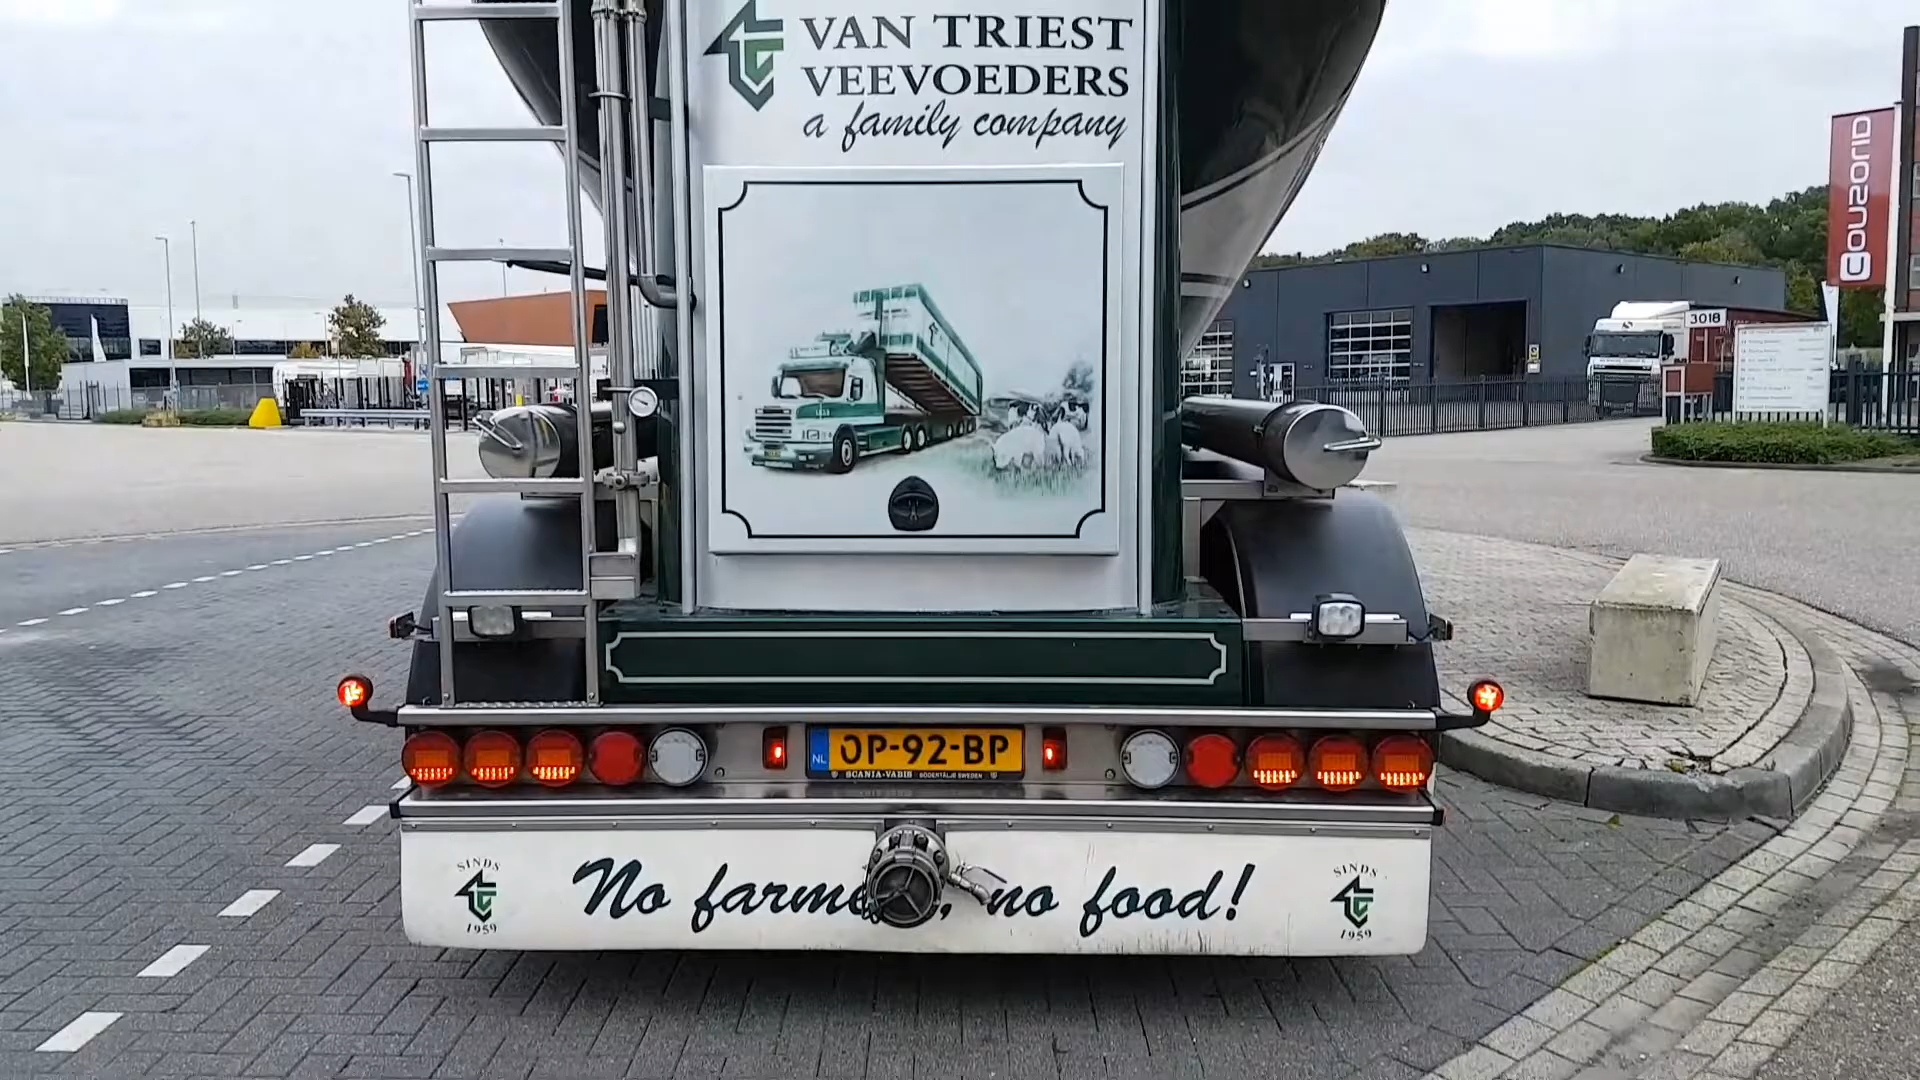 VAN TRIEST
VEEVOEDERS
a family company
3018
NL OP-92-BP
SCANIA-VABIS SÖDERTÄLJE SWEDEN
SINDS
1959
No farme , no food!
SINDS
1959